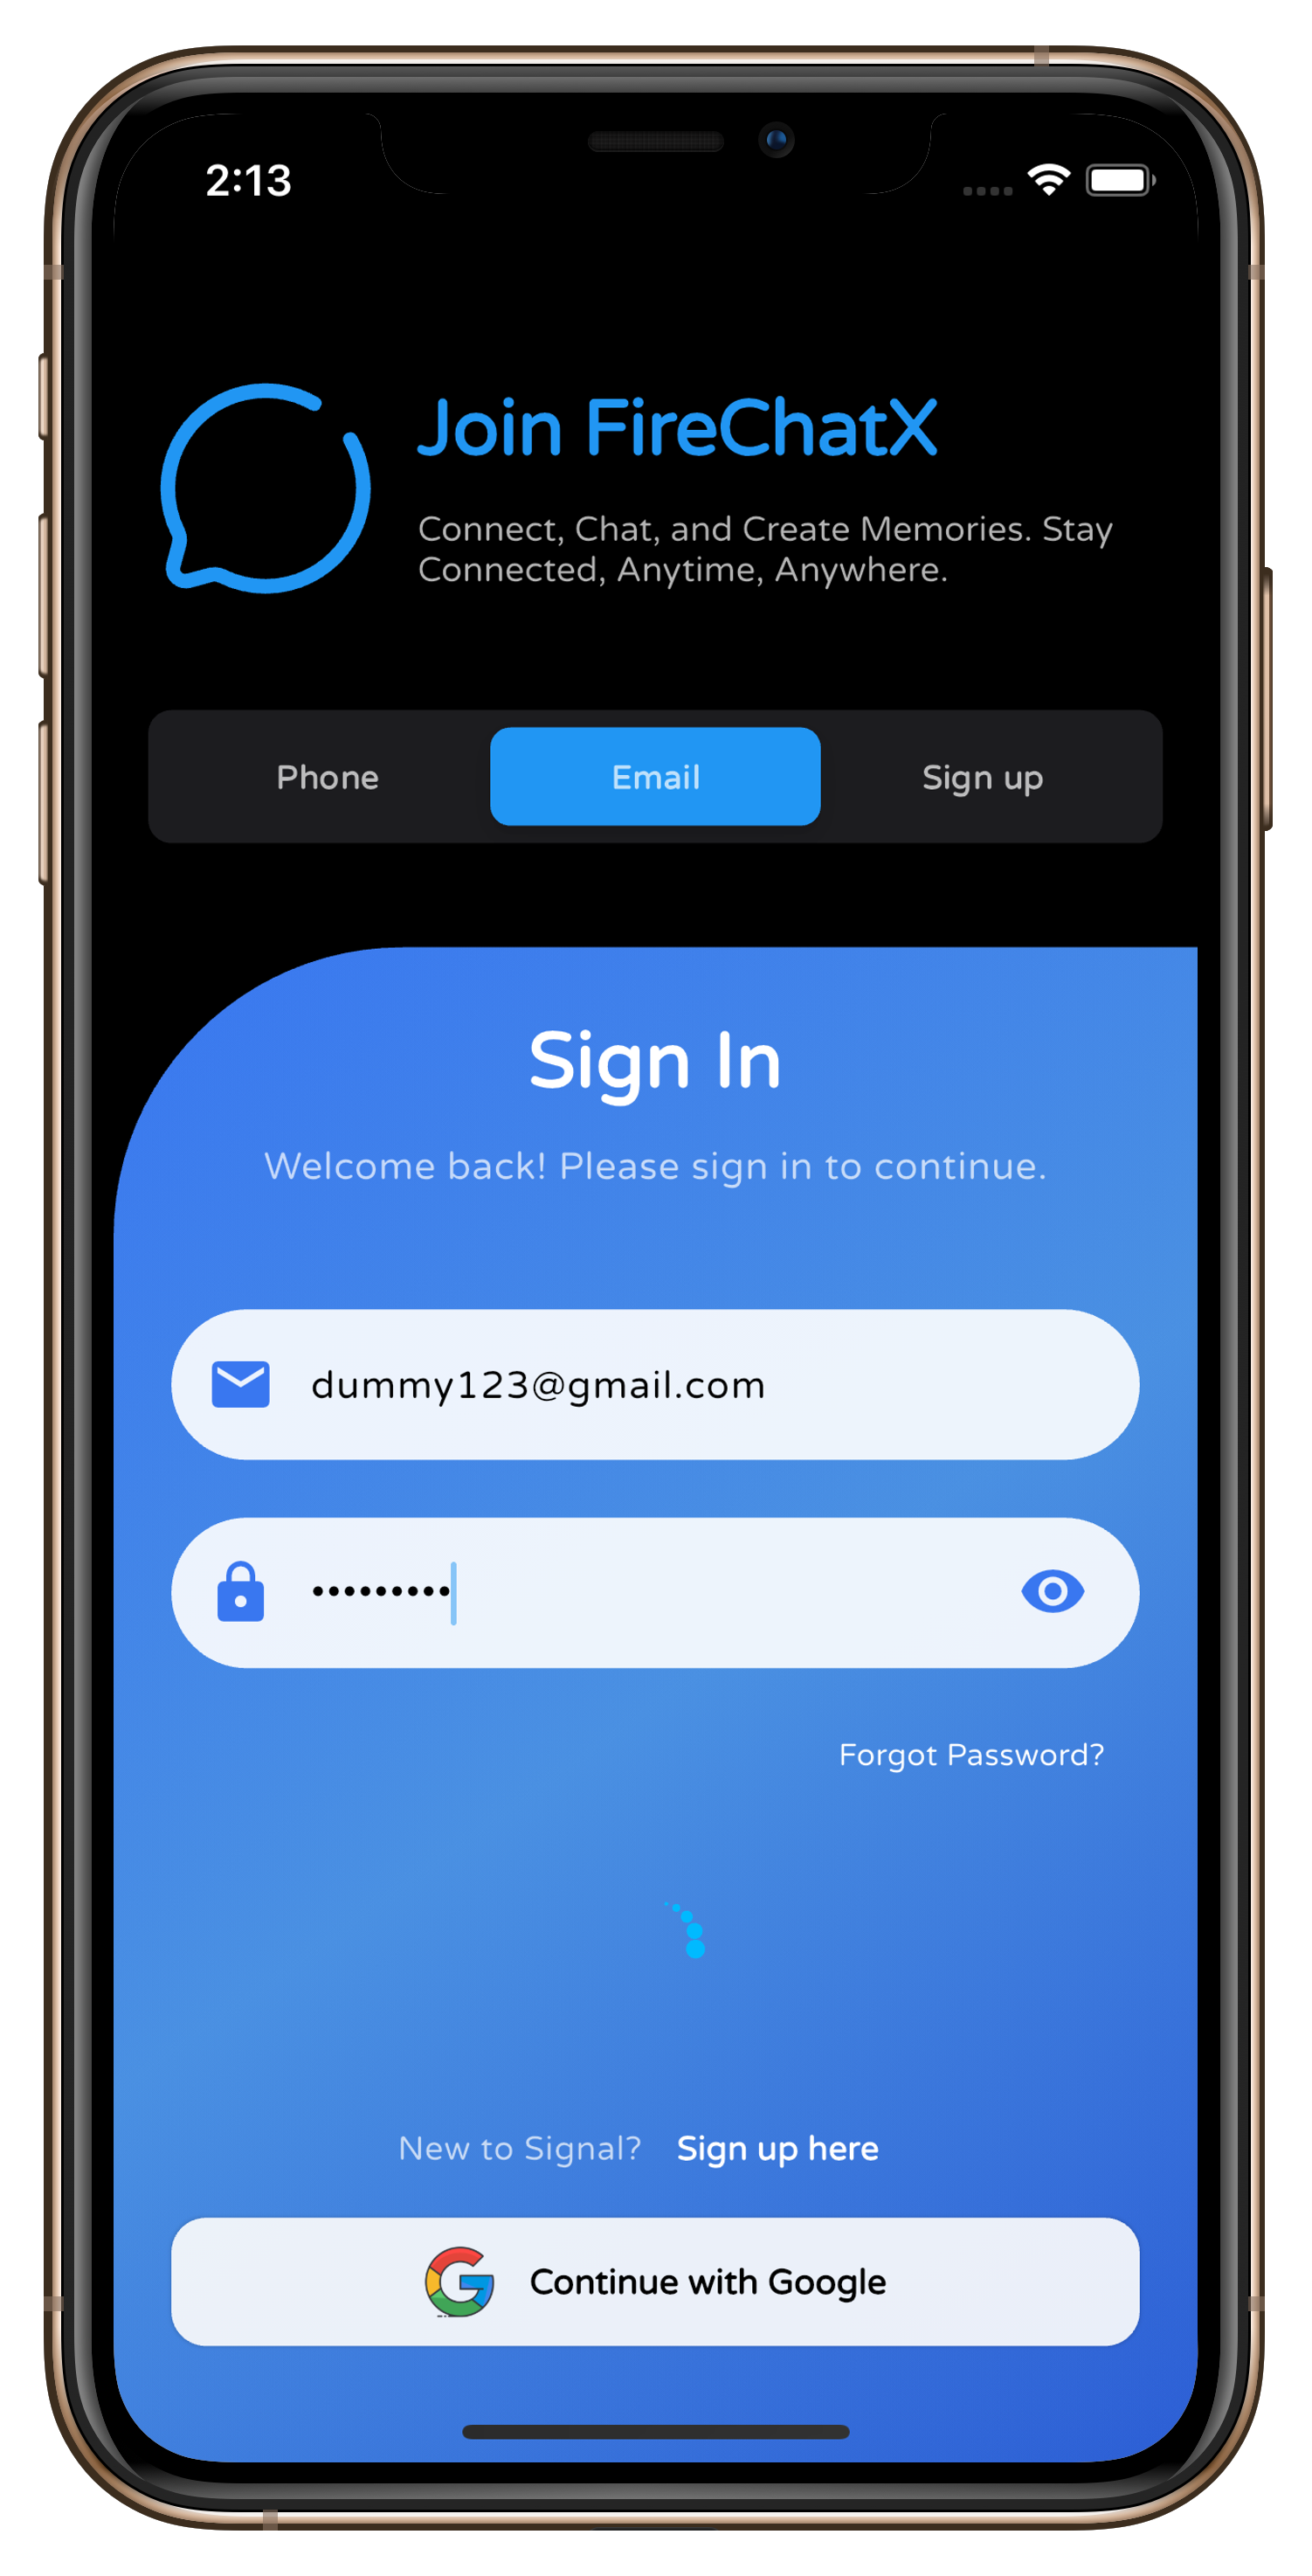 2:13
Join FireChatX
Connect, Chat, and Create Memories. Stay
Connected, Anytime, Anywhere.
Phone Email Sign up
Sign In
Welcome back! Please sign in to continue.
dummy123@gmail.com
•••••••••
Forgot Password?
New to Signal? Sign up here
Continue with Google